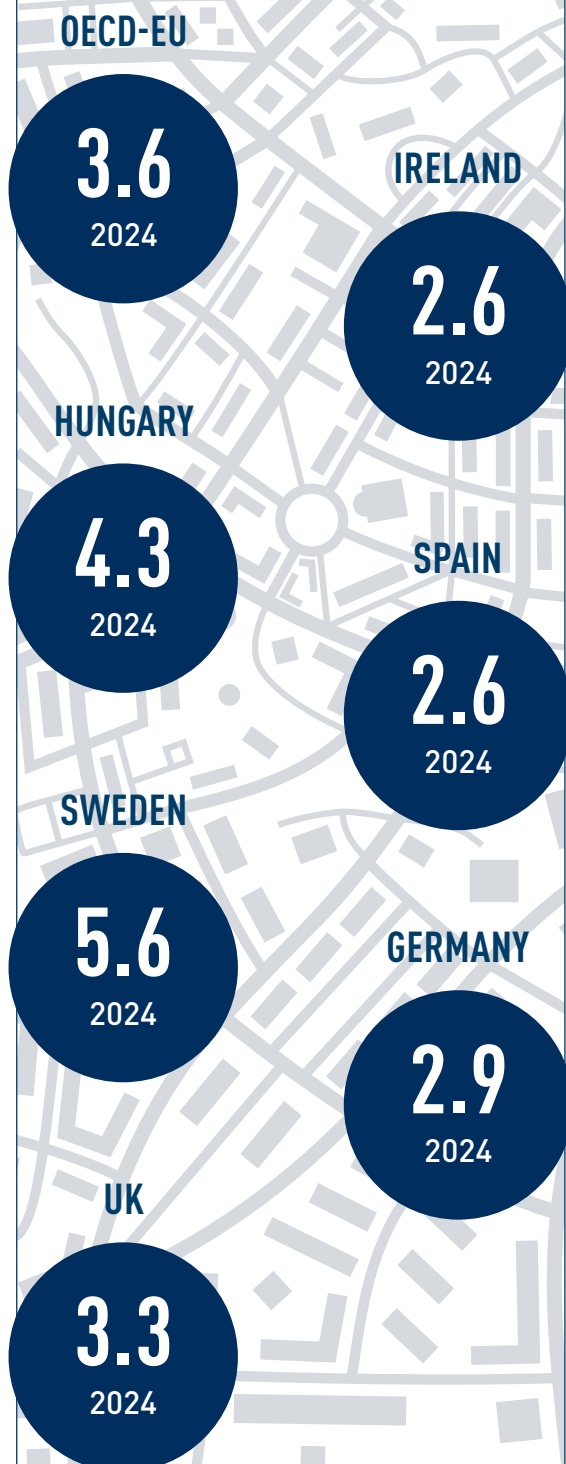 OECD-EU
3.6
2024
IRELAND
2.6
2024
HUNGARY
4.3
2024
SPAIN
2.6
2024
SWEDEN
5.6
2024
GERMANY
2.9
2024
UK
3.3
2024